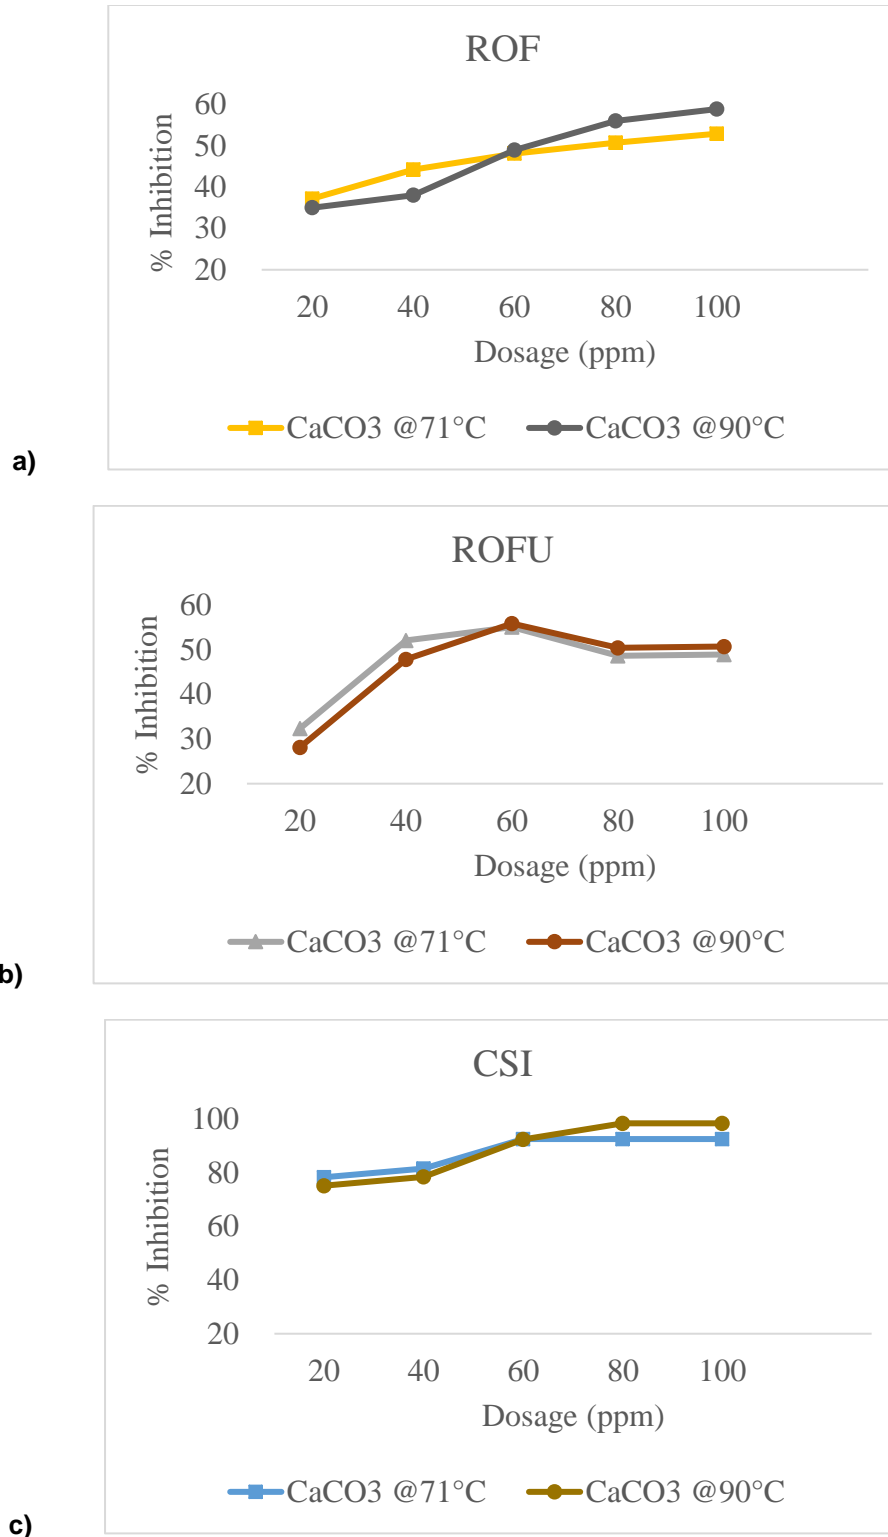 ROF
60
50
40
30
20
% Inhibition
20 40 60 80 100
Dosage (ppm)
CaCO3 @71°C CaCO3 @90°C
a)
ROFU
60
50
40
30
20
% Inhibition
20 40 60 80 100
Dosage (ppm)
CaCO3 @71°C CaCO3 @90°C
b)
CSI
100
80
60
40
20
% Inhibition
20 40 60 80 100
Dosage (ppm)
CaCO3 @71°C CaCO3 @90°C
c)